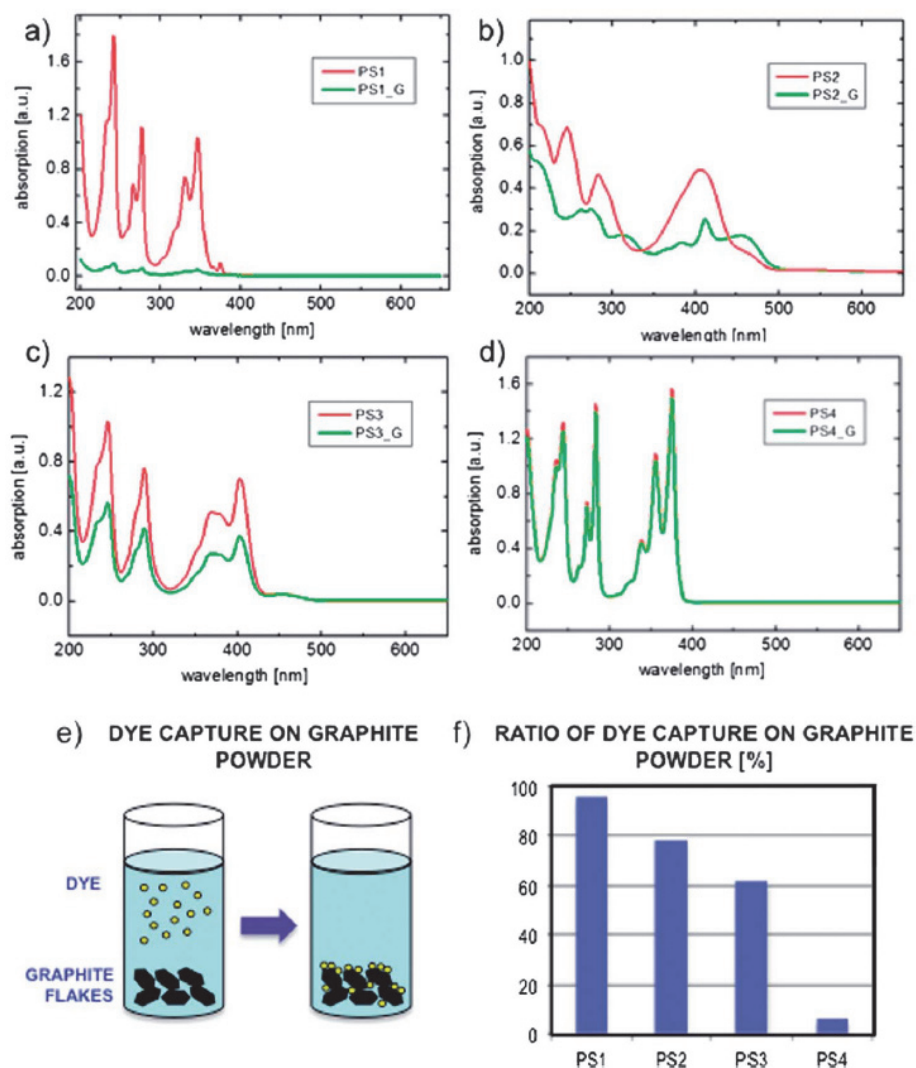 a)
PS1
PS1_G
1.6
1.2
0.8
0.4
0.0
absorption [a.u.]
200 300 400 500 600
wavelength [nm]
b)
PS2
PS2_G
1.0
0.8
0.6
0.4
0.2
0.0
absorption [a.u.]
200 300 400 500 600
wavelength [nm]
c)
PS3
PS3_G
1.2
0.8
0.4
0.0
absorption [a.u.]
200 300 400 500 600
wavelength [nm]
d)
PS4
PS4_G
1.6
1.2
0.8
0.4
0.0
absorption [a.u.]
200 300 400 500 600
wavelength [nm]
e) DYE CAPTURE ON GRAPHITE
POWDER
DYE
GRAPHITE
FLAKES
f) RATIO OF DYE CAPTURE ON GRAPHITE
POWDER [%]
100
80
60
40
20
0
PS1 PS2 PS3 PS4